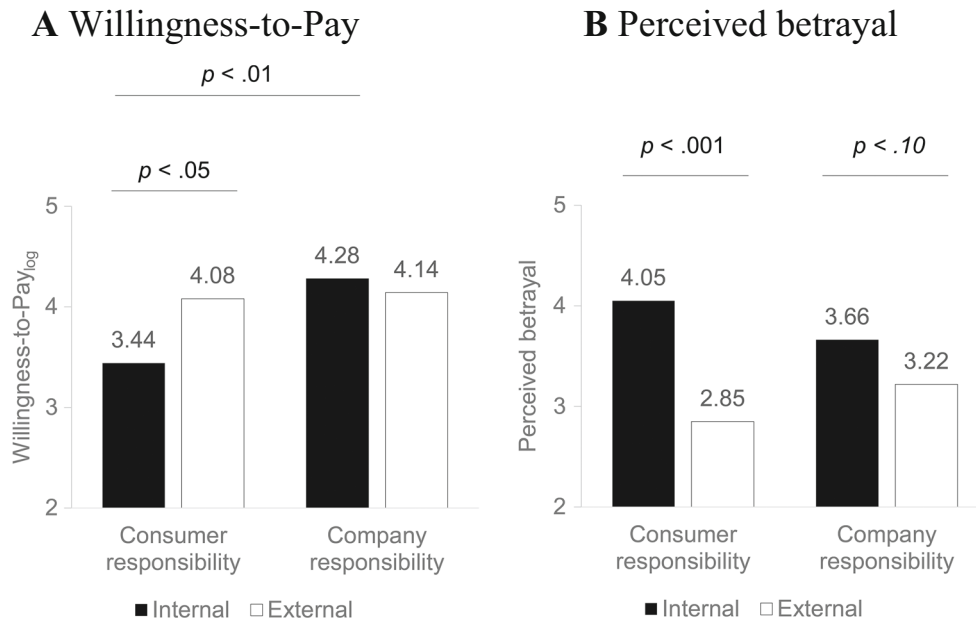 A Willingness-to-Pay
p < .01
p < .05
5
4
3
2
Willingness-to-Paylog
3.44
4.08
4.28
4.14
Consumer
responsibility
Company
responsibility
Internal External
B Perceived betrayal
p < .001
p < .10
5
4
3
2
Perceived betrayal
4.05
2.85
3.66
3.22
Consumer
responsibility
Company
responsibility
Internal External